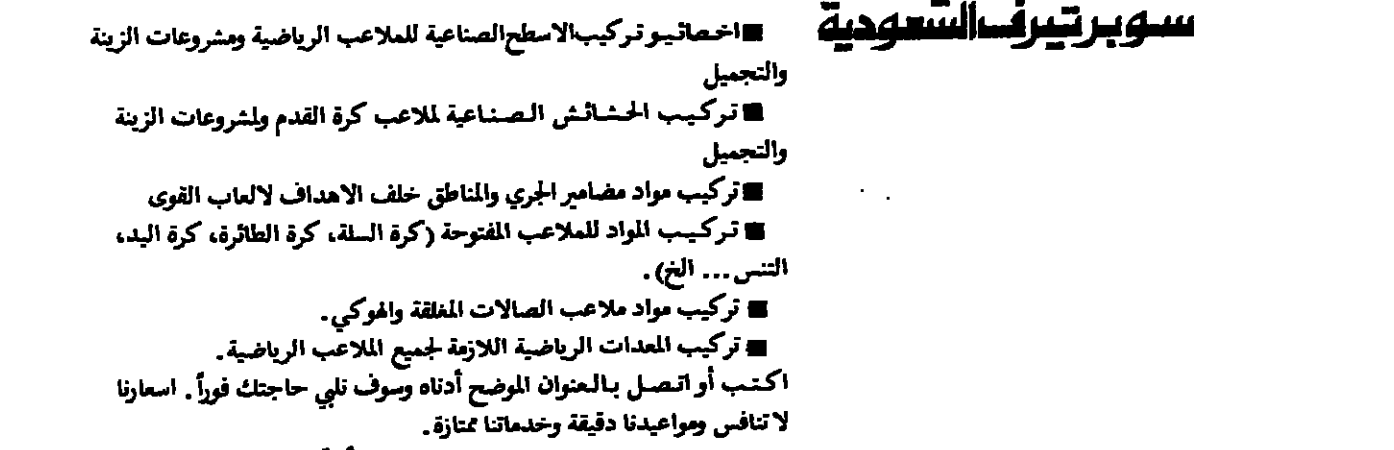 سوبرتيرف السعودية
■ اخصائيو تركيب الاسطح الصناعية للملاعب الرياضية ومشروعات الزينة
والتجميل
■ تركيب الحشائش الصناعية لملاعب كرة القدم ولمشروعات الزينة
والتجميل
■ تركيب مواد مضامير الجري والمناطق خلف الاهداف لالعاب القوى
■ تركيب المواد للملاعب المفتوحة (كرة السلة، كرة الطائرة، كرة اليد،
التنس ... الخ) .
■ تركيب مواد ملاعب الصالات المغلقة والهوكي.
■ تركيب المعدات الرياضية اللازمة لجميع الملاعب الرياضية.
اكتب أو اتصل بالعنوان الموضح أدناه وسوف نلبي حاجتك فوراً . اسعارنا
لا تنافس ومواعيدنا دقيقة وخدماتنا ممتازة.